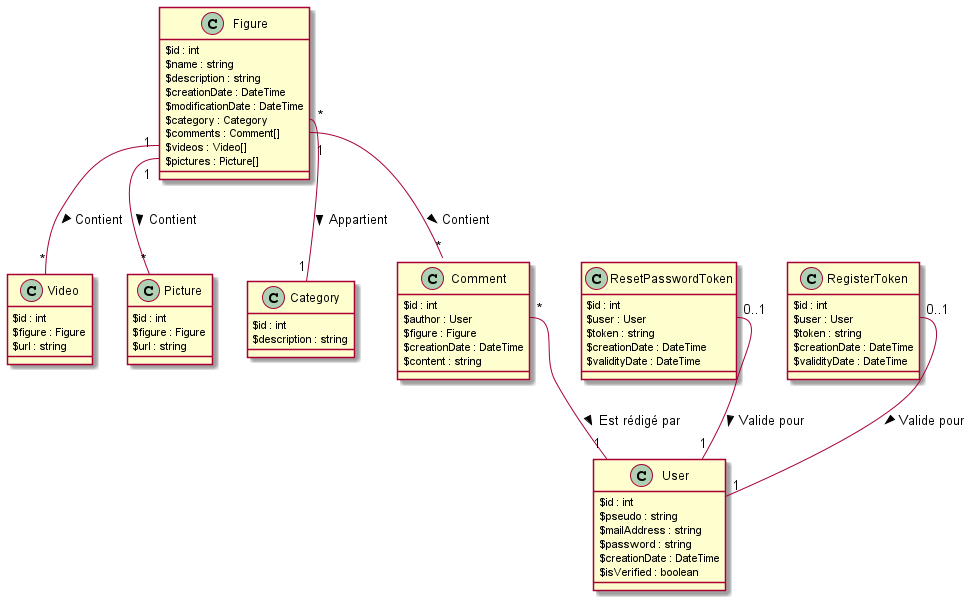 C Figure
$id : int
$name : string
$description : string
$creationDate : DateTime
$modificationDate : DateTime
$category : Category
$comments : Comment[]
$videos : Video[]
$pictures : Picture[]
*
1
1
1
Contient
Contient
Appartient
Contient
*
*
1
*
C Video
$id : int
$figure : Figure
$url : string
C Picture
$id : int
$figure : Figure
$url : string
C Category
$id : int
$description : string
C Comment
$id : int
$author : User
$figure : Figure
$creationDate : DateTime
$content : string
C ResetPasswordToken
$id : int
$user : User
$token : string
$creationDate : DateTime
$validityDate : DateTime
C RegisterToken
$id : int
$user : User
$token : string
$creationDate : DateTime
$validityDate : DateTime
*
0..1
0..1
Est rédigé par
Valide pour
Valide pour
1
1
1
C User
$id : int
$pseudo : string
$mailAddress : string
$password : string
$creationDate : DateTime
$isVerified : boolean